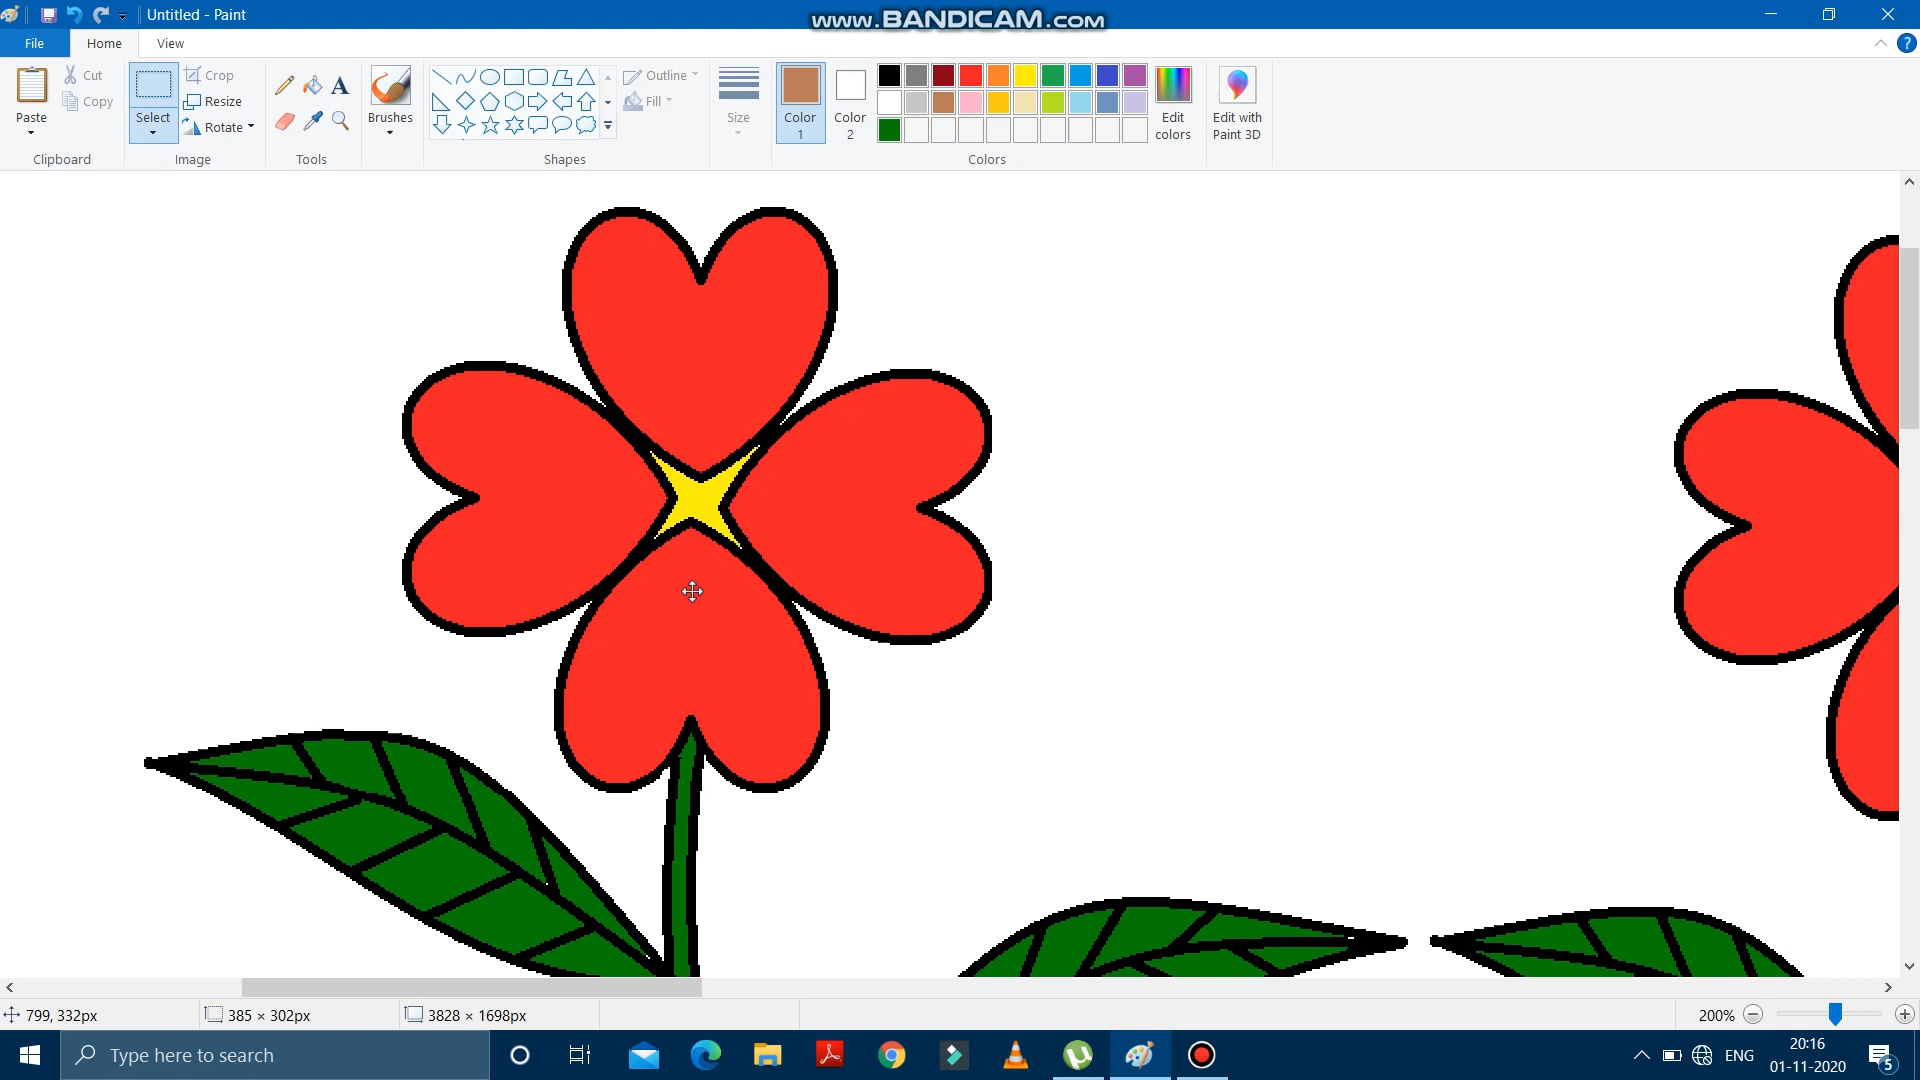 Untitled - Paint
www.BANDICAM.com
File
Home
View
Paste
Cut
Copy
Clipboard
Select
Crop
Resize
Rotate
Image
A
Tools
Brushes
Outline
Fill
Shapes
Size
Color 1
Color 2
Edit colors
Colors
Edit with Paint 3D
?
799, 332px
385 × 302px
3828 × 1698px
200%
Type here to search
ENG
20:16
01-11-2020
5